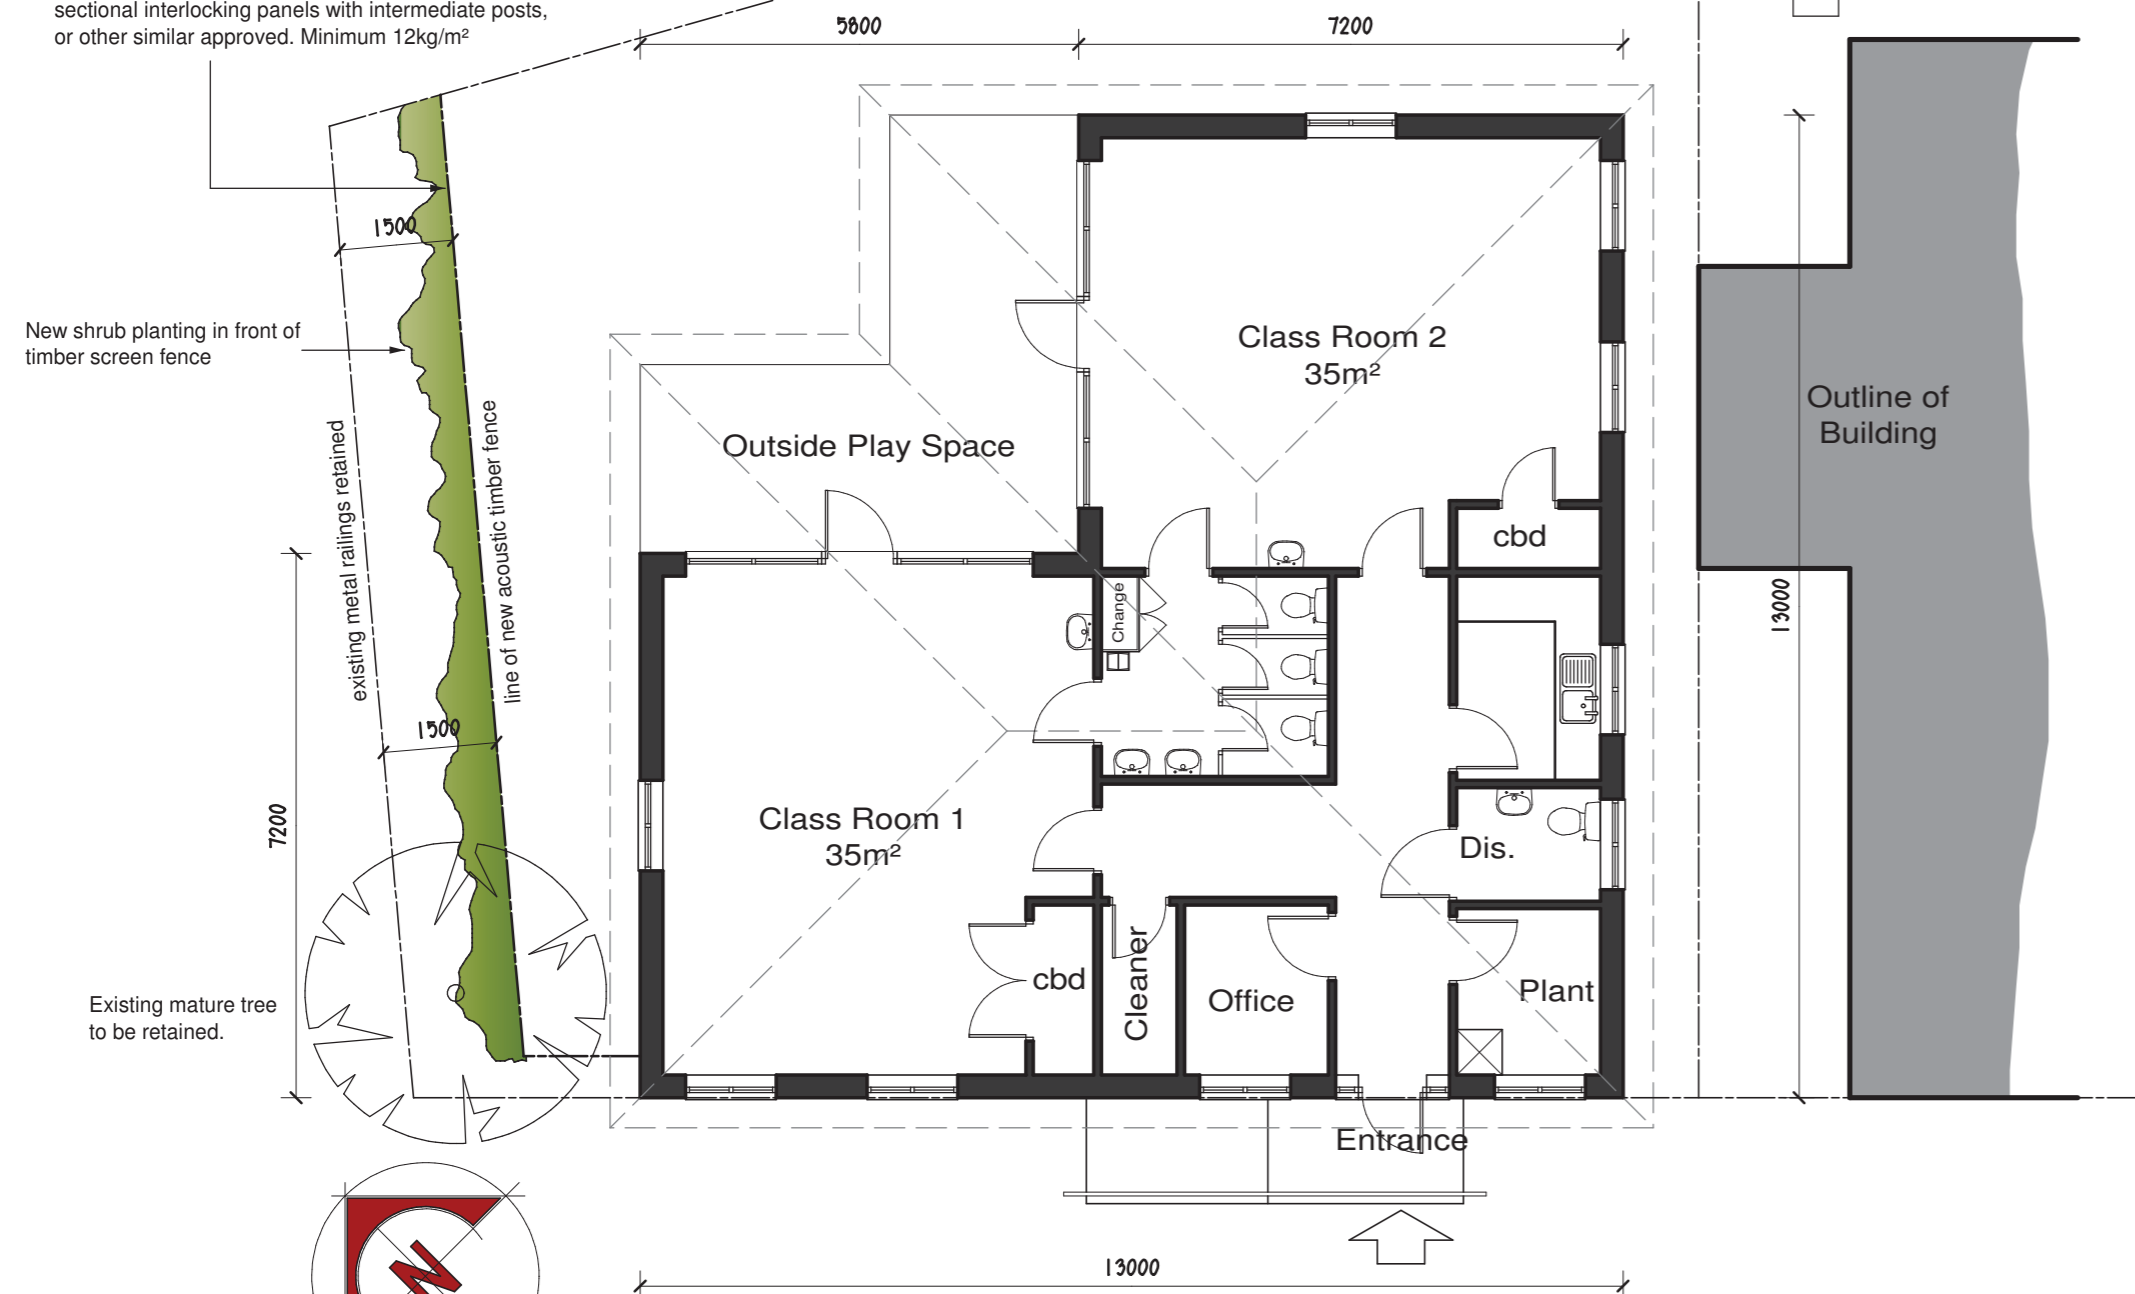 sectional interlocking panels with intermediate posts,
or other similar approved. Minimum 12kg/m²
5800
7200
1500
New shrub planting in front of
timber screen fence
existing metal railings retained
line of new acoustic timber fence
1500
7200
Existing mature tree
to be retained.
Class Room 2
35m²
Outside Play Space
cbd
Change
Class Room 1
35m²
Dis.
cbd
Cleaner
Office
Plant
Entrance
Outline of
Building
13000
13000
N